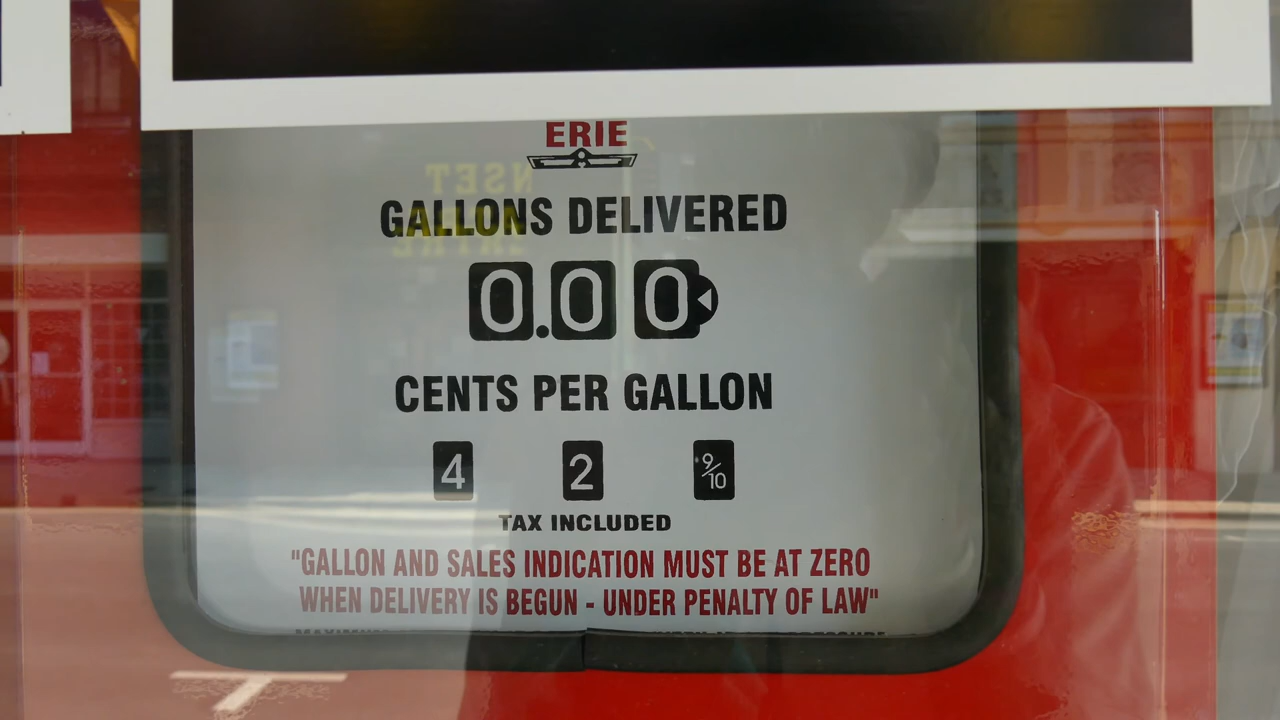 ERIE
GALLONS DELIVERED
0.00
CENTS PER GALLON
4 2 9/10
TAX INCLUDED
"GALLON AND SALES INDICATION MUST BE AT ZERO
WHEN DELIVERY IS BEGUN - UNDER PENALTY OF LAW"